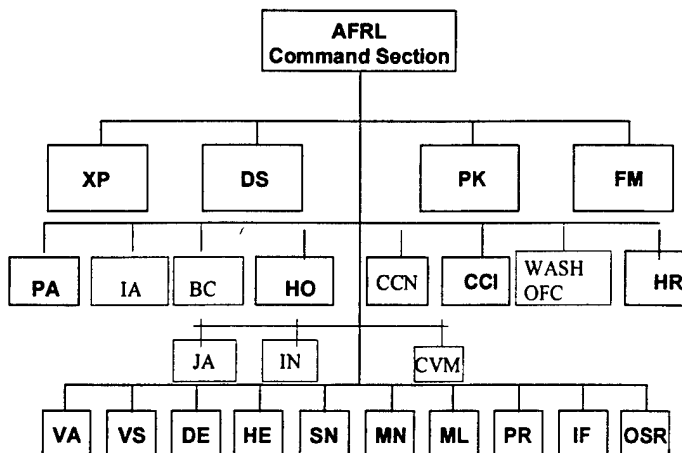 AFRL
Command Section
XP DS PK FM
PA IA BC HO CCN CCI WASH OFC HR
JA IN CVM
VA VS DE HE SN MN ML PR IF OSR